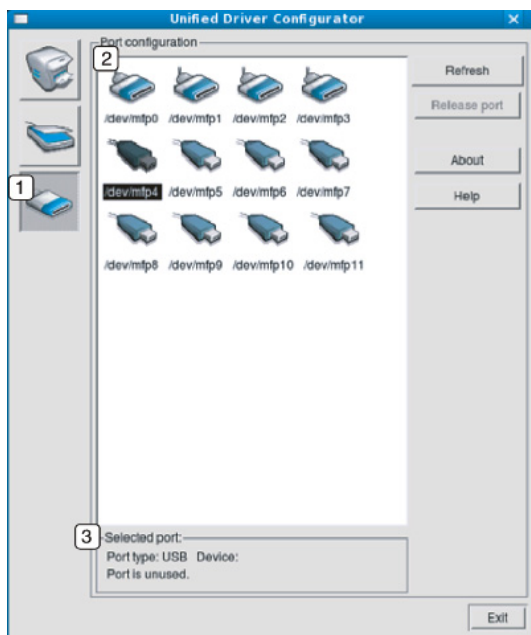 Unified Driver Configurator
Port configuration
2
/dev/mfp0 /dev/mfp1 /dev/mfp2 /dev/mfp3
Refresh
Release port
1
/dev/mfp4 /dev/mfp5 /dev/mfp6 /dev/mfp7
About
Help
/dev/mfp8 /dev/mfp9 /dev/mfp10 /dev/mfp11
3
Selected port:
Port type: USB Device:
Port is unused.
Exit